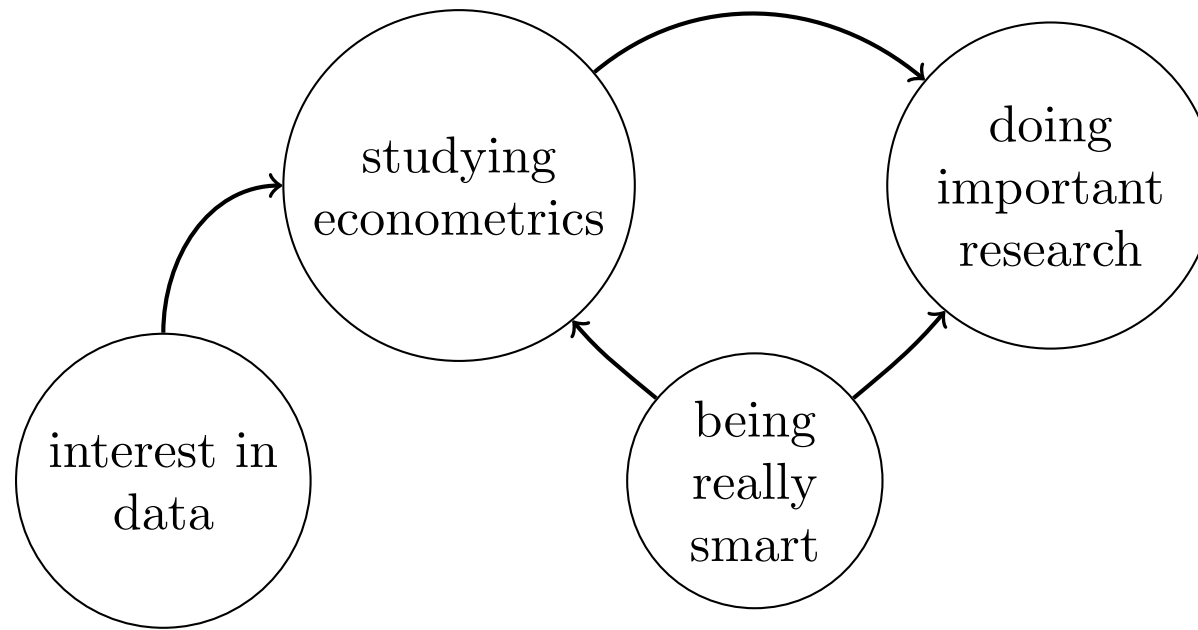 studying
econometrics
doing
important
research
interest in
data
being
really
smart